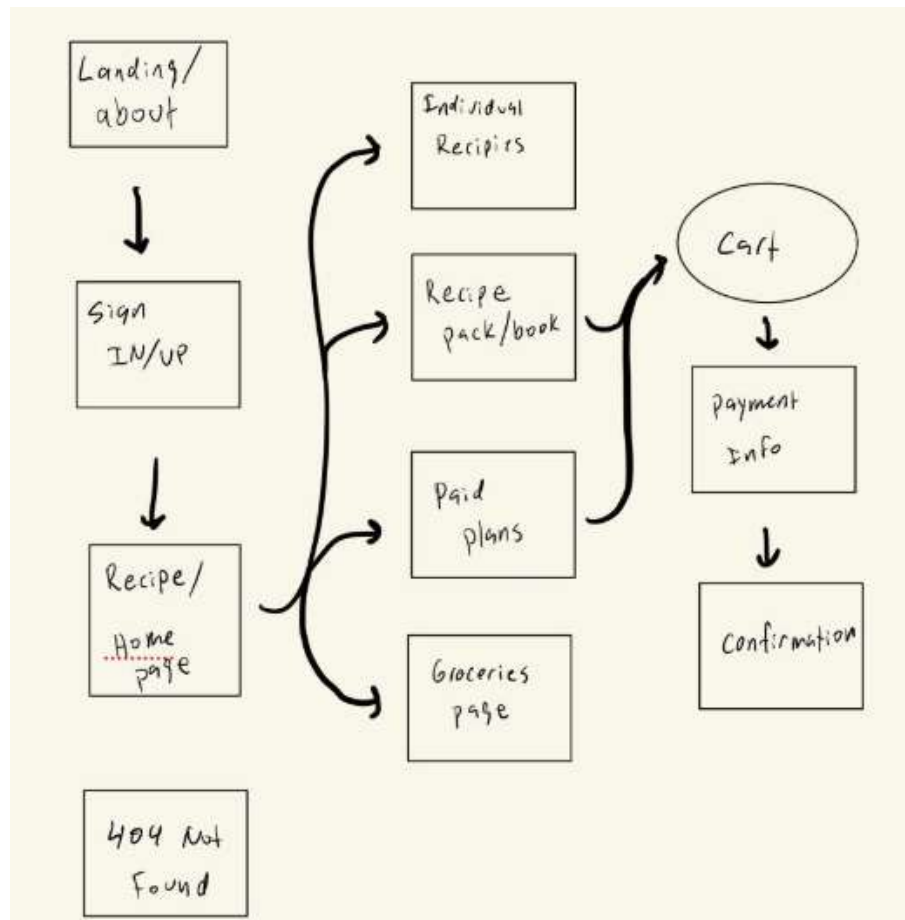 Landing/
about
Sign
IN/UP
Recipe/
Home
page
404 Not
Found
Individual
Recipirs
Recipe
pack/book
Paid
plans
Groceries
page
Cart
Payment
Info
Confirmation